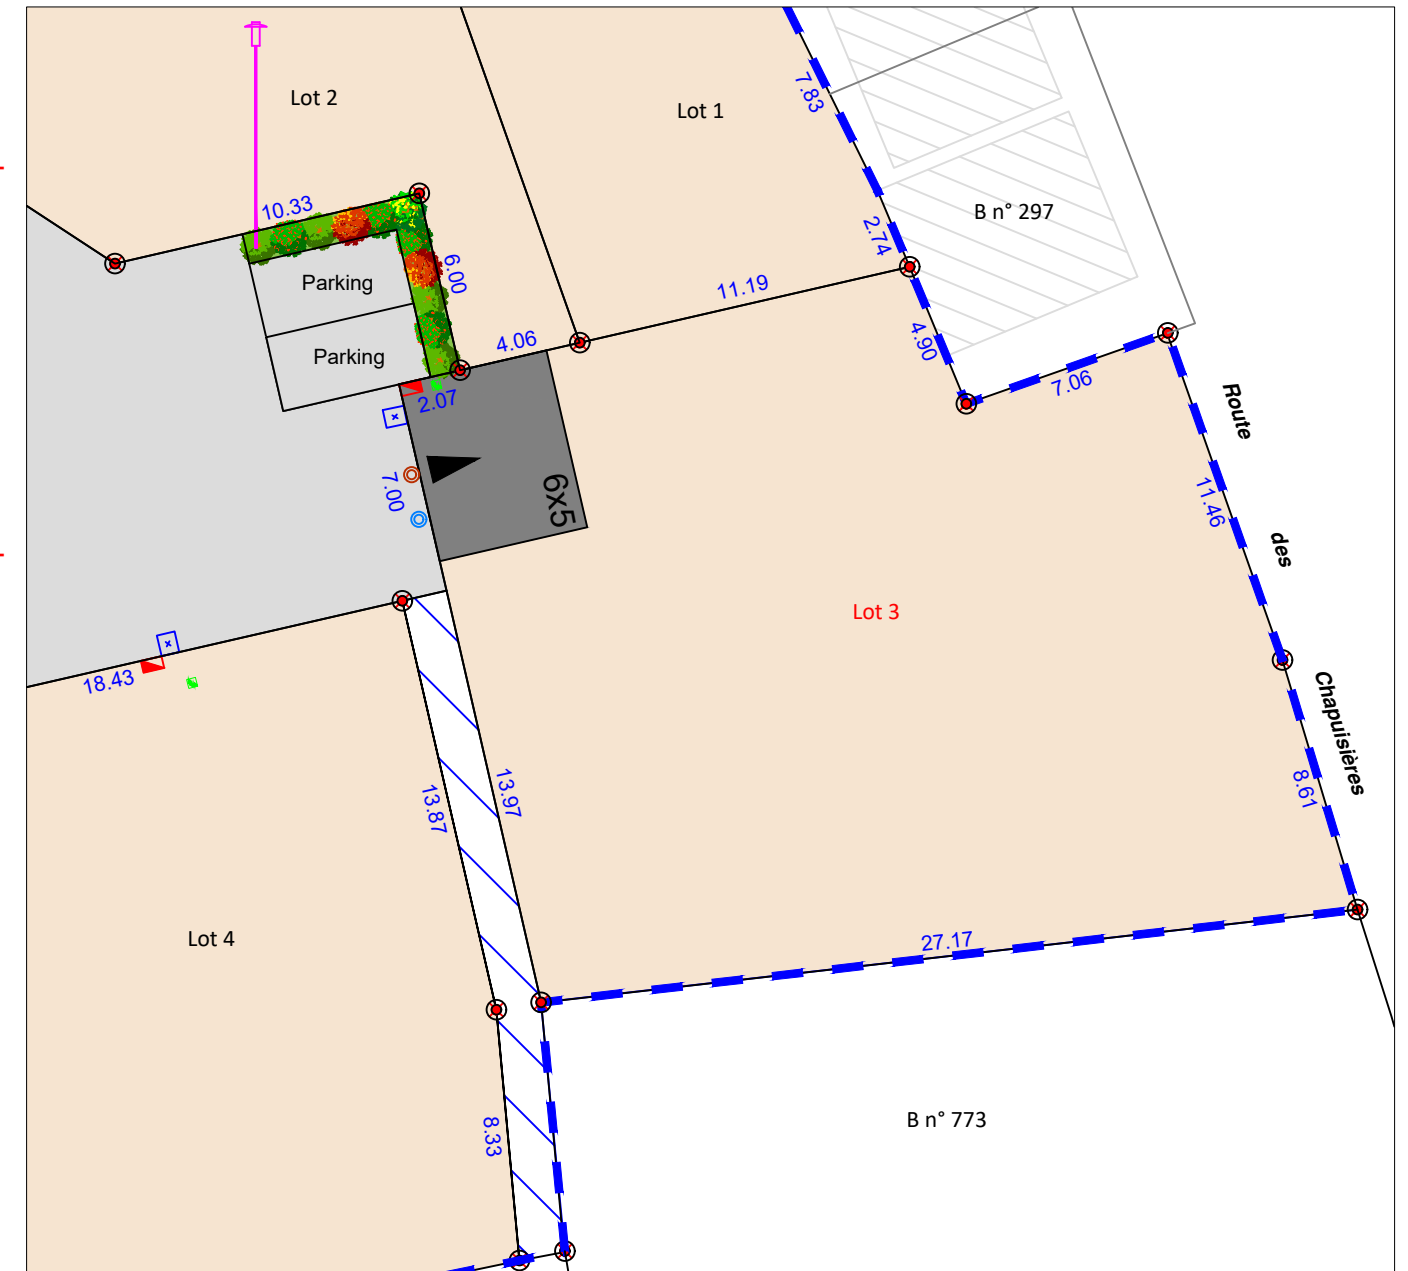 Lot 2
Lot 1
7.83
10.33
B n° 297
2.74
6.00
Parking
11.19
4.06
4.90
Parking
7.06
2.07
Route
7.00
6x5
11.46
des
Lot 3
18.43
Chapuisières
13.97
13.87
8.61
Lot 4
27.17
B n° 773
8.33